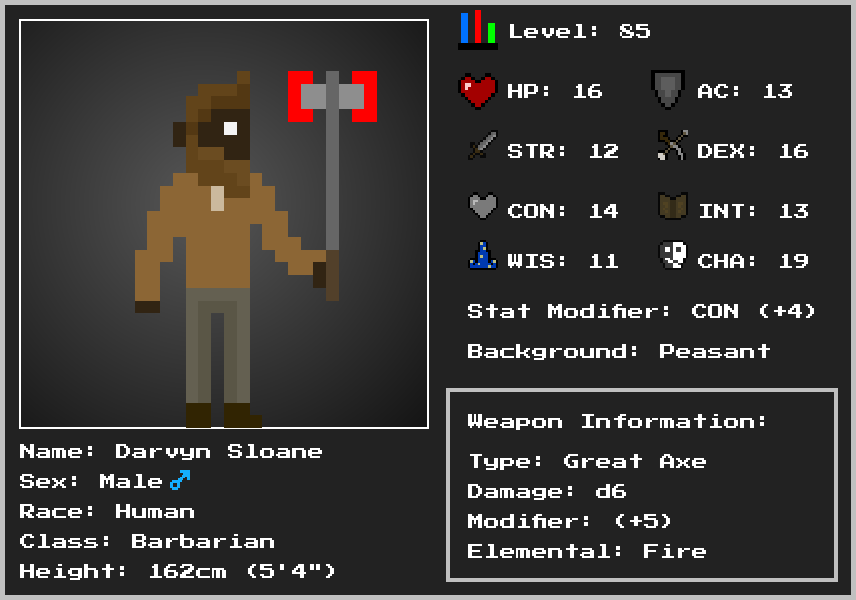 Level: 85
HP: 16
AC: 13
STR: 12
DEX: 16
CON: 14
INT: 13
WIS: 11
CHA: 19
Stat Modifier: CON (+4)
Background: Peasant
Weapon Information:
Type: Great Axe
Damage: d6
Modifier: (+5)
Elemental: Fire
Name: Darvyn Sloane
Sex: Male♂
Race: Human
Class: Barbarian
Height: 162cm (5'4")